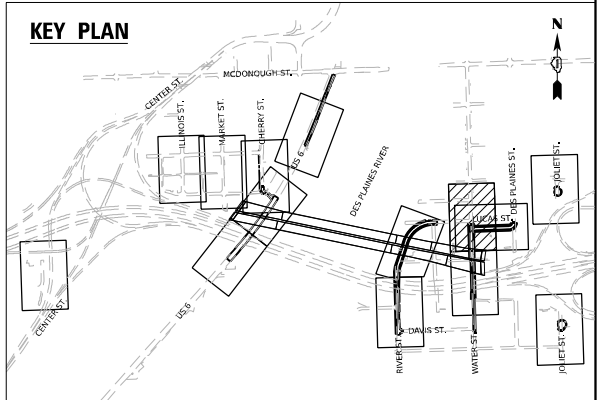 KEY PLAN
N
MCDONOUGH ST.
CENTER ST.
ILLINOIS ST.
MARKET ST.
CHERRY ST.
US 6
DES PLAINES RIVER
DES PLAINES ST.
JOLIET ST.
LUCAS ST.
CENTER ST.
US 6
RIVER ST.
DAVIS ST.
WATER ST.
JOLIET ST.